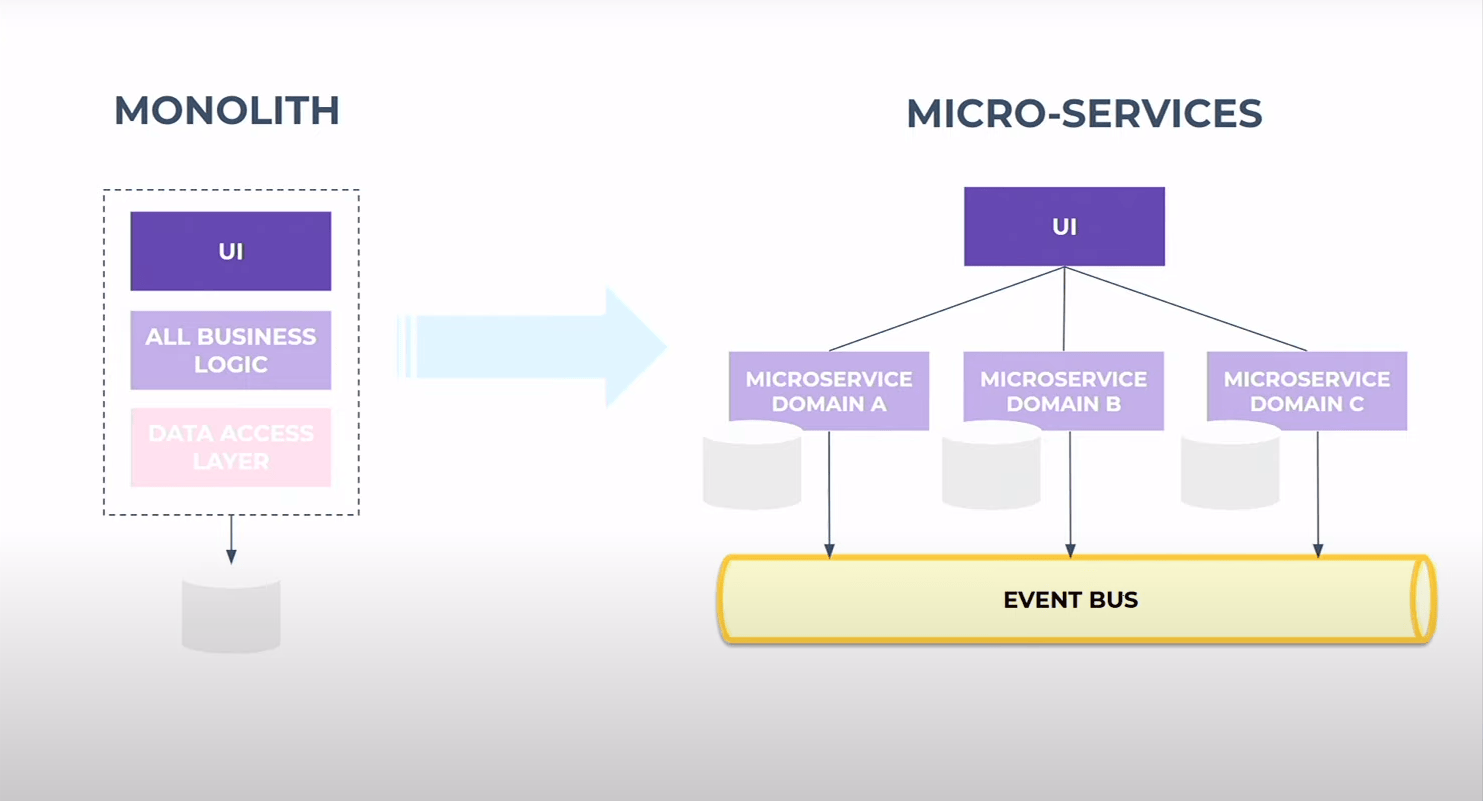 MONOLITH
UI
ALL BUSINESS
LOGIC
DATA ACCESS
LAYER
MICRO-SERVICES
UI
MICROSERVICE
DOMAIN A
MICROSERVICE
DOMAIN B
MICROSERVICE
DOMAIN C
EVENT BUS